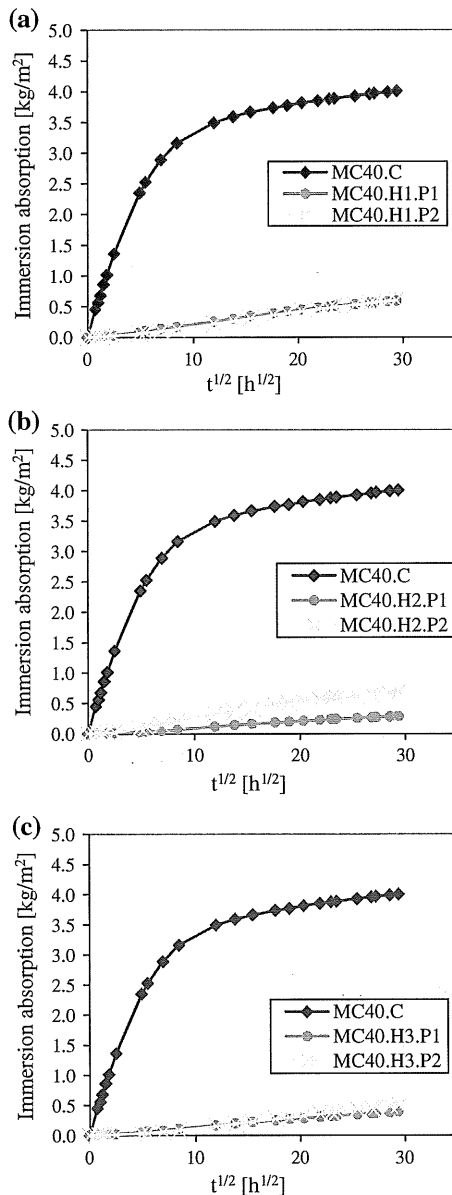 (a)
Immersion absorption [kg/m²]
5.0
4.5
4.0
3.5
3.0
2.5
2.0
1.5
1.0
0.5
0.0
MC40.C
MC40.H1.P1
MC40.H1.P2
0 10 20 30
t^1/2 [h^1/2]
(b)
Immersion absorption [kg/m²]
5.0
4.5
4.0
3.5
3.0
2.5
2.0
1.5
1.0
0.5
0.0
MC40.C
MC40.H2.P1
MC40.H2.P2
0 10 20 30
t^1/2 [h^1/2]
(c)
Immersion absorption [kg/m²]
5.0
4.5
4.0
3.5
3.0
2.5
2.0
1.5
1.0
0.5
0.0
MC40.C
MC40.H3.P1
MC40.H3.P2
0 10 20 30
t^1/2 [h^1/2]